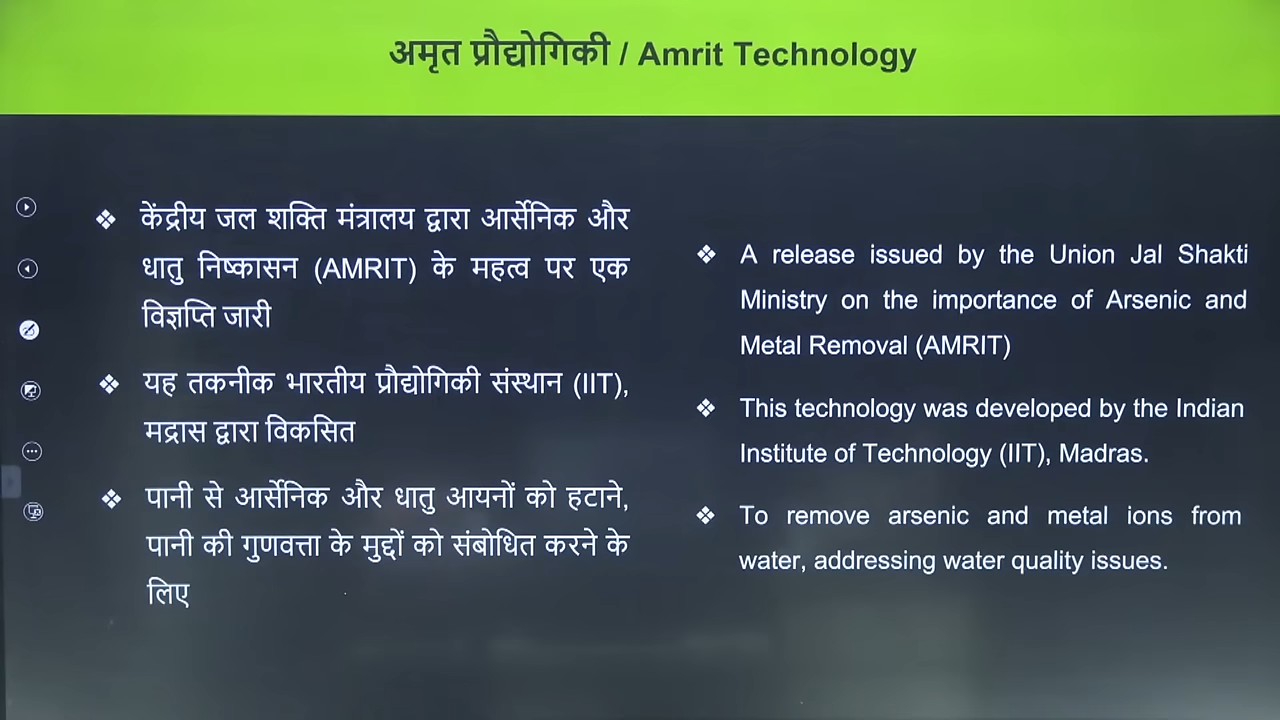 अमृत प्रौद्योगिकी / Amrit Technology
❖ केंद्रीय जल शक्ति मंत्रालय द्वारा आर्सेनिक और
धातु निष्कासन (AMRIT) के महत्व पर एक
विज्ञप्ति जारी
❖ यह तकनीक भारतीय प्रौद्योगिकी संस्थान (IIT),
मद्रास द्वारा विकसित
❖ पानी से आर्सेनिक और धातु आयनों को हटाने,
पानी की गुणवत्ता के मुद्दों को संबोधित करने के
लिए
❖ A release issued by the Union Jal Shakti
Ministry on the importance of Arsenic and
Metal Removal (AMRIT)
❖ This technology was developed by the Indian
Institute of Technology (IIT), Madras.
❖ To remove arsenic and metal ions from
water, addressing water quality issues.